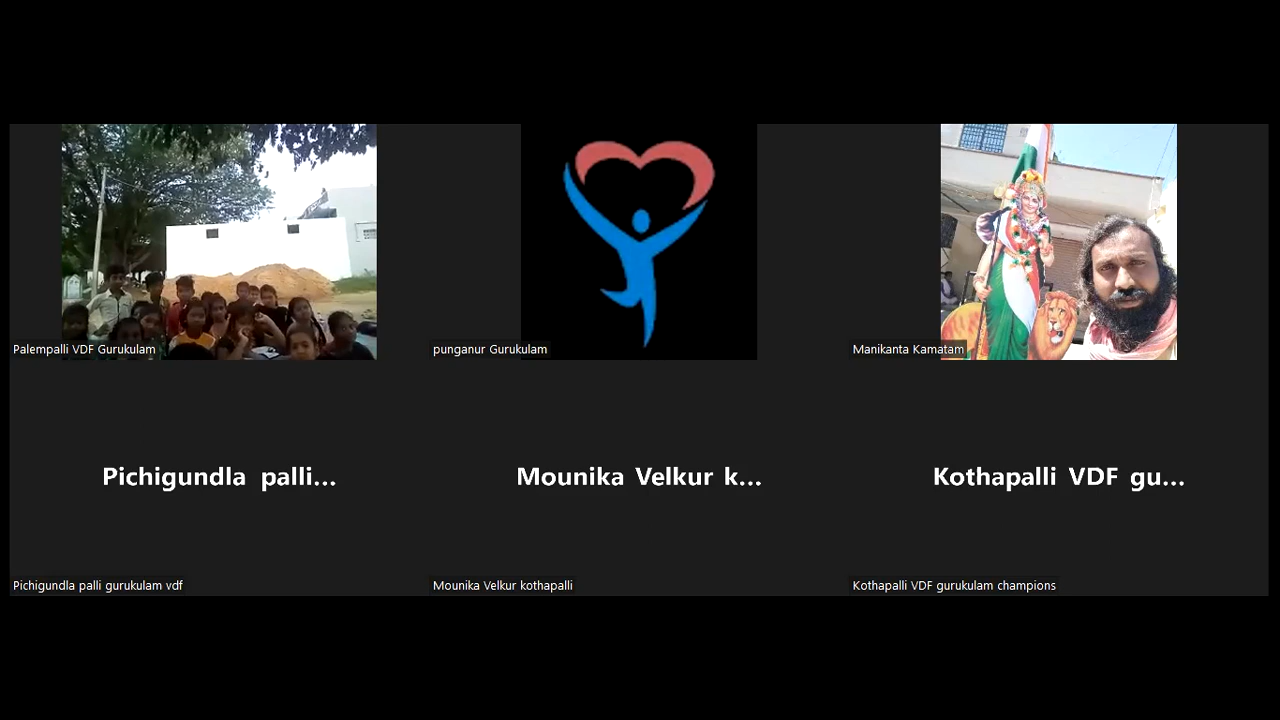 Palempalli VDF Gurukulam
punganur Gurukulam
Manikanta Kamatam
Pichigundla palli...
Mounika Velkur k...
Kothapalli VDF gu...
Pichigundla palli gurukulam vdf
Mounika Velkur kothapalli
Kothapalli VDF gurukulam champions